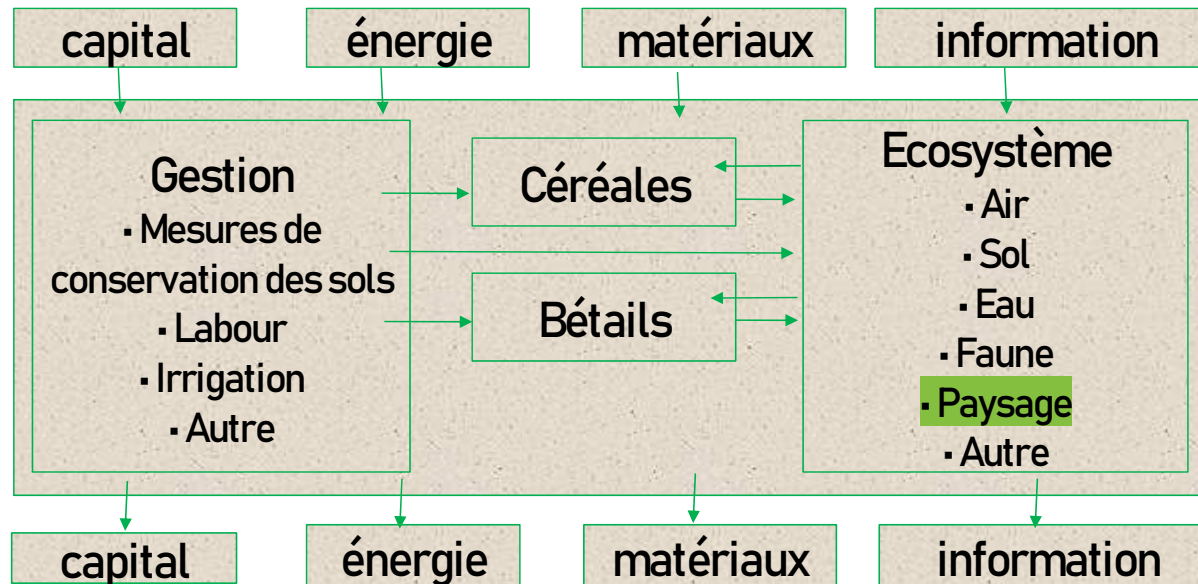 capital
énergie
matériaux
information
Gestion
▪ Mesures de
conservation des sols
▪ Labour
▪ Irrigation
▪ Autre
Céréales
Bétails
Ecosystème
▪ Air
▪ Sol
▪ Eau
▪ Faune
▪ Paysage
▪ Autre
capital
énergie
matériaux
information